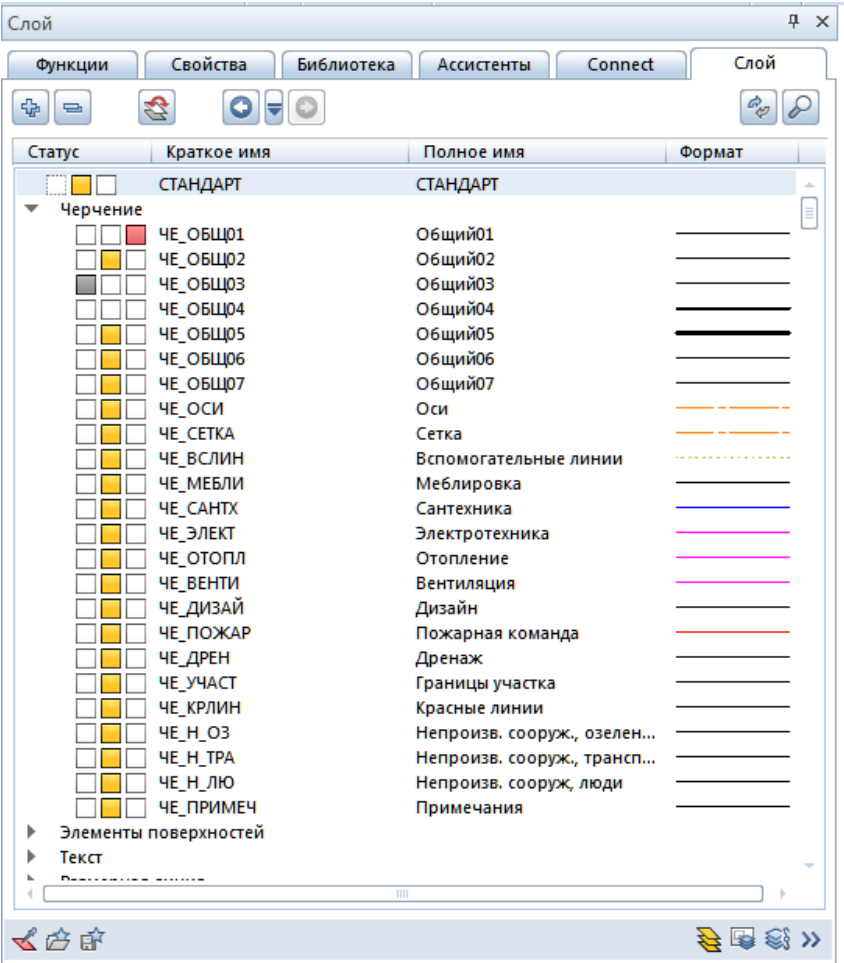 Слой
Функции Свойства Библиотека Ассистенты Connect Слой
Статус Краткое имя Полное имя Формат
СТАНДАРТ СТАНДАРТ
Черчение
ЧЕ_ОБЩ01 Общий01
ЧЕ_ОБЩ02 Общий02
ЧЕ_ОБЩ03 Общий03
ЧЕ_ОБЩ04 Общий04
ЧЕ_ОБЩ05 Общий05
ЧЕ_ОБЩ06 Общий06
ЧЕ_ОБЩ07 Общий07
ЧЕ_ОСИ Оси
ЧЕ_СЕТКА Сетка
ЧЕ_ВСЛИН Вспомогательные линии
ЧЕ_МЕБЛИ Меблировка
ЧЕ_САНТХ Сантехника
ЧЕ_ЭЛЕКТ Электротехника
ЧЕ_ОТОПЛ Отопление
ЧЕ_ВЕНТИ Вентиляция
ЧЕ_ДИЗАЙ Дизайн
ЧЕ_ПОЖАР Пожарная команда
ЧЕ_ДРЕН Дренаж
ЧЕ_УЧАСТ Границы участка
ЧЕ_КРЛИН Красные линии
ЧЕ_Н_ОЗ Непроизв. сооруж., озелен...
ЧЕ_Н_ТРА Непроизв. сооруж., трансп...
ЧЕ_Н_ЛЮ Непроизв. сооруж, люди
ЧЕ_ПРИМЕЧ Примечания
Элементы поверхностей
Текст